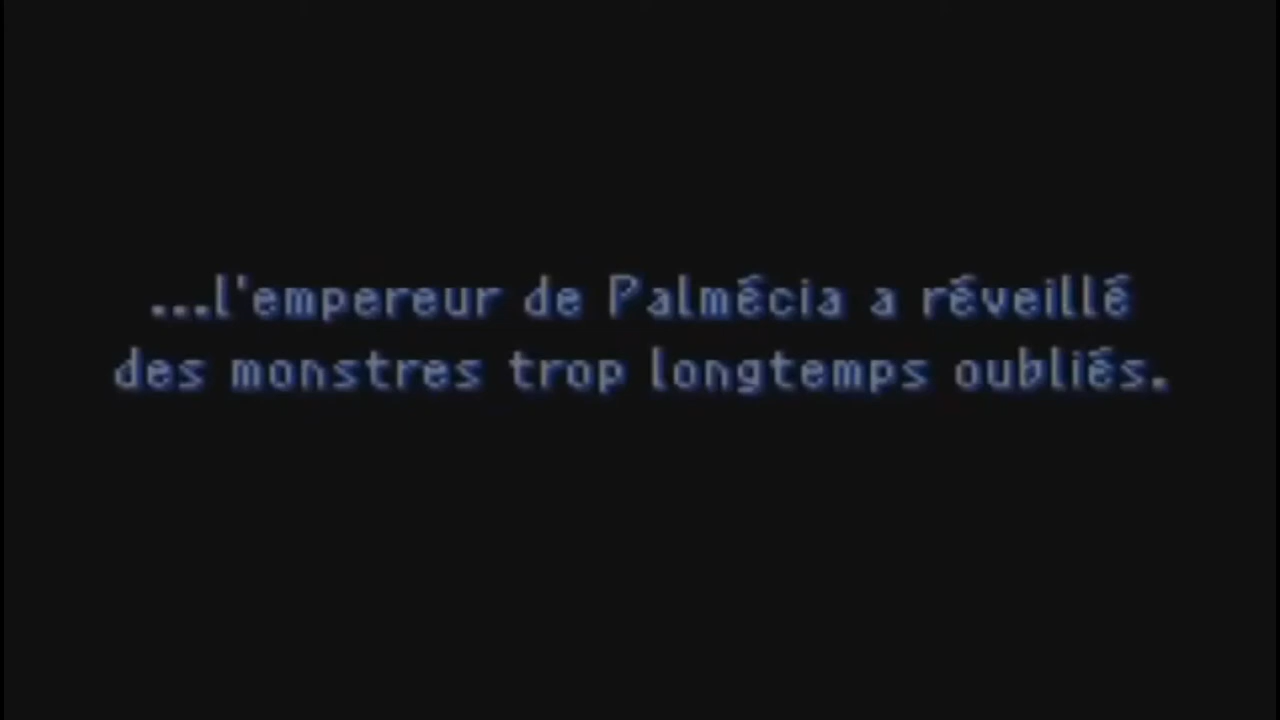 ...l'empereur de Palmécia a réveillé
des monstres trop longtemps oubliés.